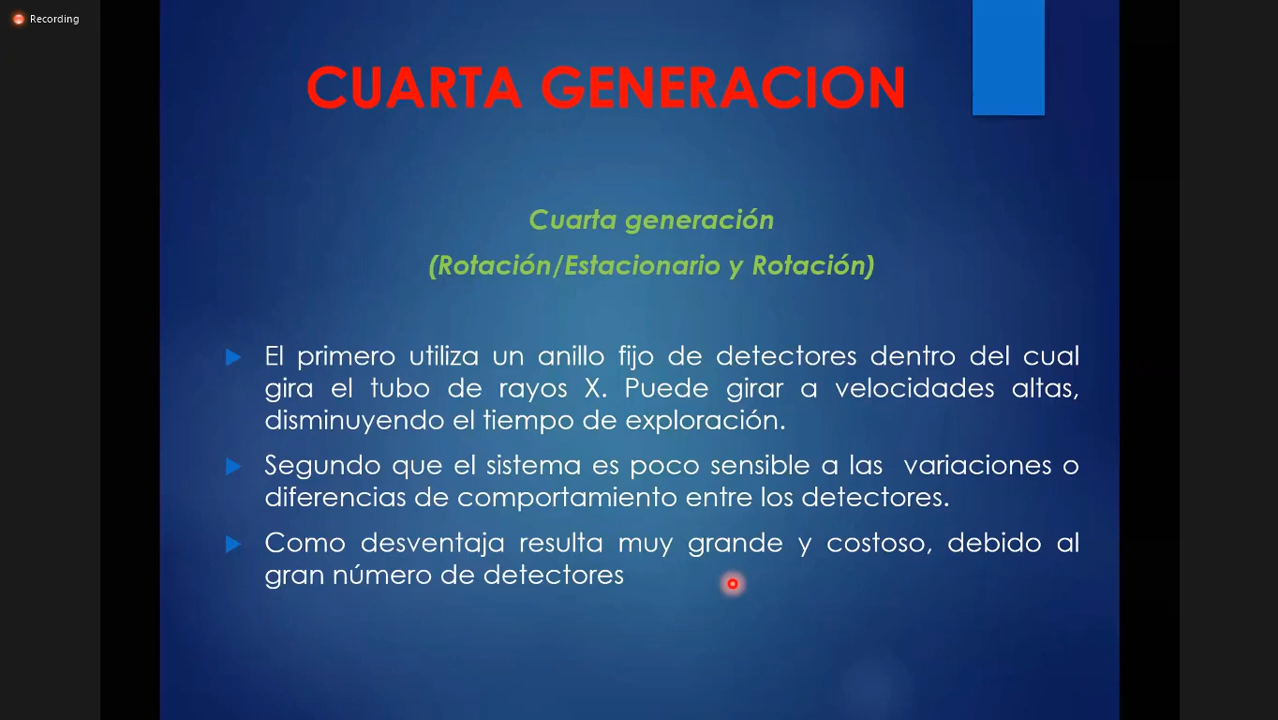 Recording
CUARTA GENERACION
Cuarta generación
(Rotación/Estacionario y Rotación)
El primero utiliza un anillo fijo de detectores dentro del cual
gira el tubo de rayos X. Puede girar a velocidades altas,
disminuyendo el tiempo de exploración.
Segundo que el sistema es poco sensible a las variaciones o
diferencias de comportamiento entre los detectores.
Como desventaja resulta muy grande y costoso, debido al
gran número de detectores